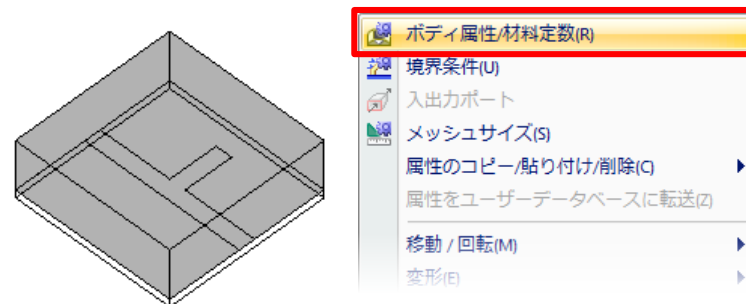 ボディ属性/材料定数(R)
境界条件(U)
入出力ポート
メッシュサイズ(S)
属性のコピー/貼り付け/削除(C)
属性をユーザーデータベースに転送(Z)
移動 / 回転(M)
変形(E)